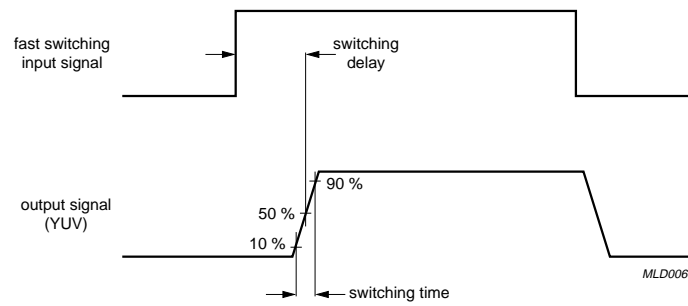 fast switching
input signal
switching
delay
output signal
(YUV)
90 %
50 %
10 %
MLD006
switching time